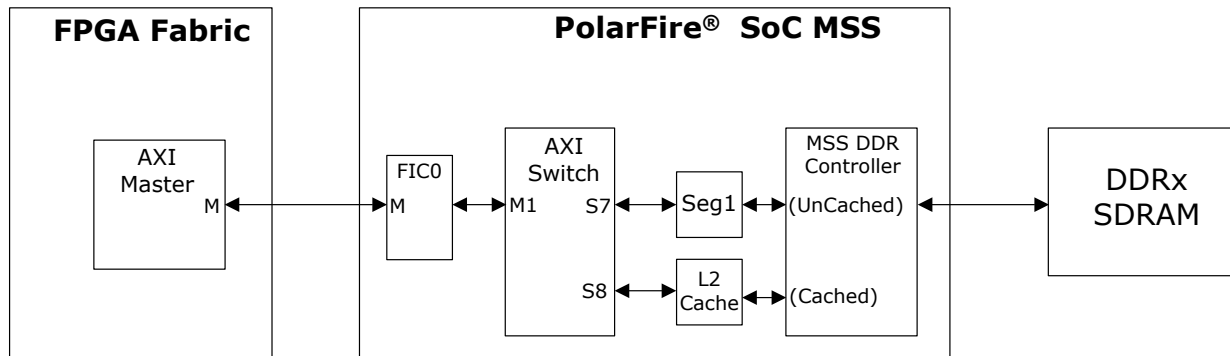 FPGA Fabric
PolarFire® SoC MSS
AXI
Master
M
FIC0
M
AXI
Switch
M1
S7
S8
Seg1
L2
Cache
MSS DDR
Controller
(UnCached)
(Cached)
DDRx
SDRAM